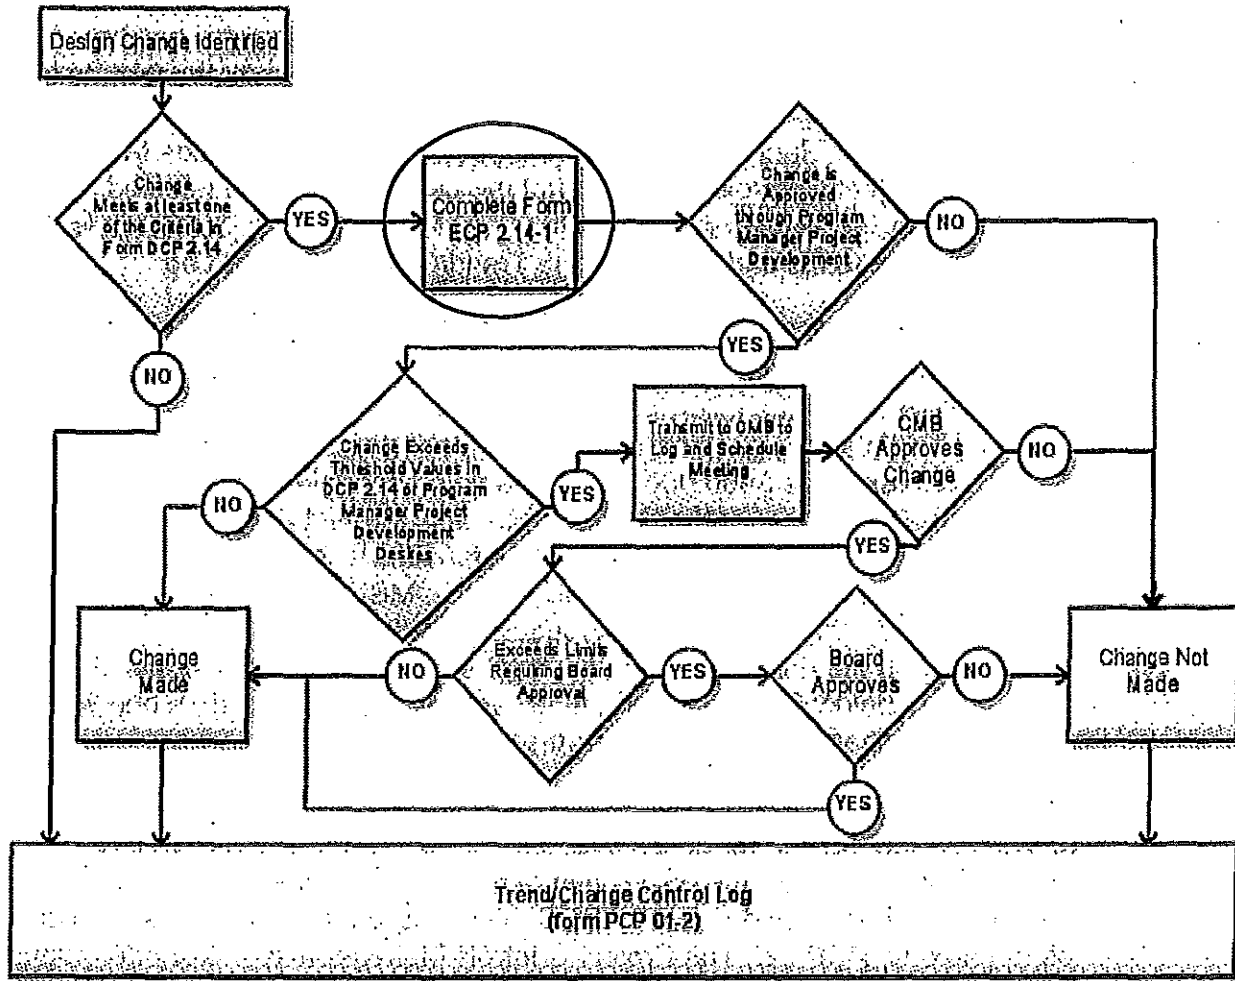 Design Change Identified
Change
Meets at least one
of the Criteria in
Form DCP 2.14
YES
Complete Form
ECP 2.14-1
Change is
Approved
through Program
Manager Project
Development
NO
YES
NO
Change Exceeds
Threshold Values in
DCP 2.14 or Program
Manager Project
Development
Desires
NO
YES
Transmit to CMB to
Log and Schedule
Meeting
CMB
Approves
Change
NO
YES
Change
Made
NO
Exceeds Limits
Requiring Board
Approval
YES
Board
Approves
NO
Change Not
Made
YES
Trend/Change Control Log
(form PCP 01-2)